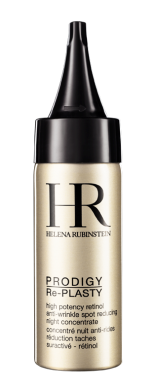 HR
HELENA RUBINSTEIN
PRODIGY
Re-PLASTY
high potency retinol
anti-wrinkle spot reducing
night concentrate
concentré nuit anti-rides
réduction taches
suractivé - rétinol